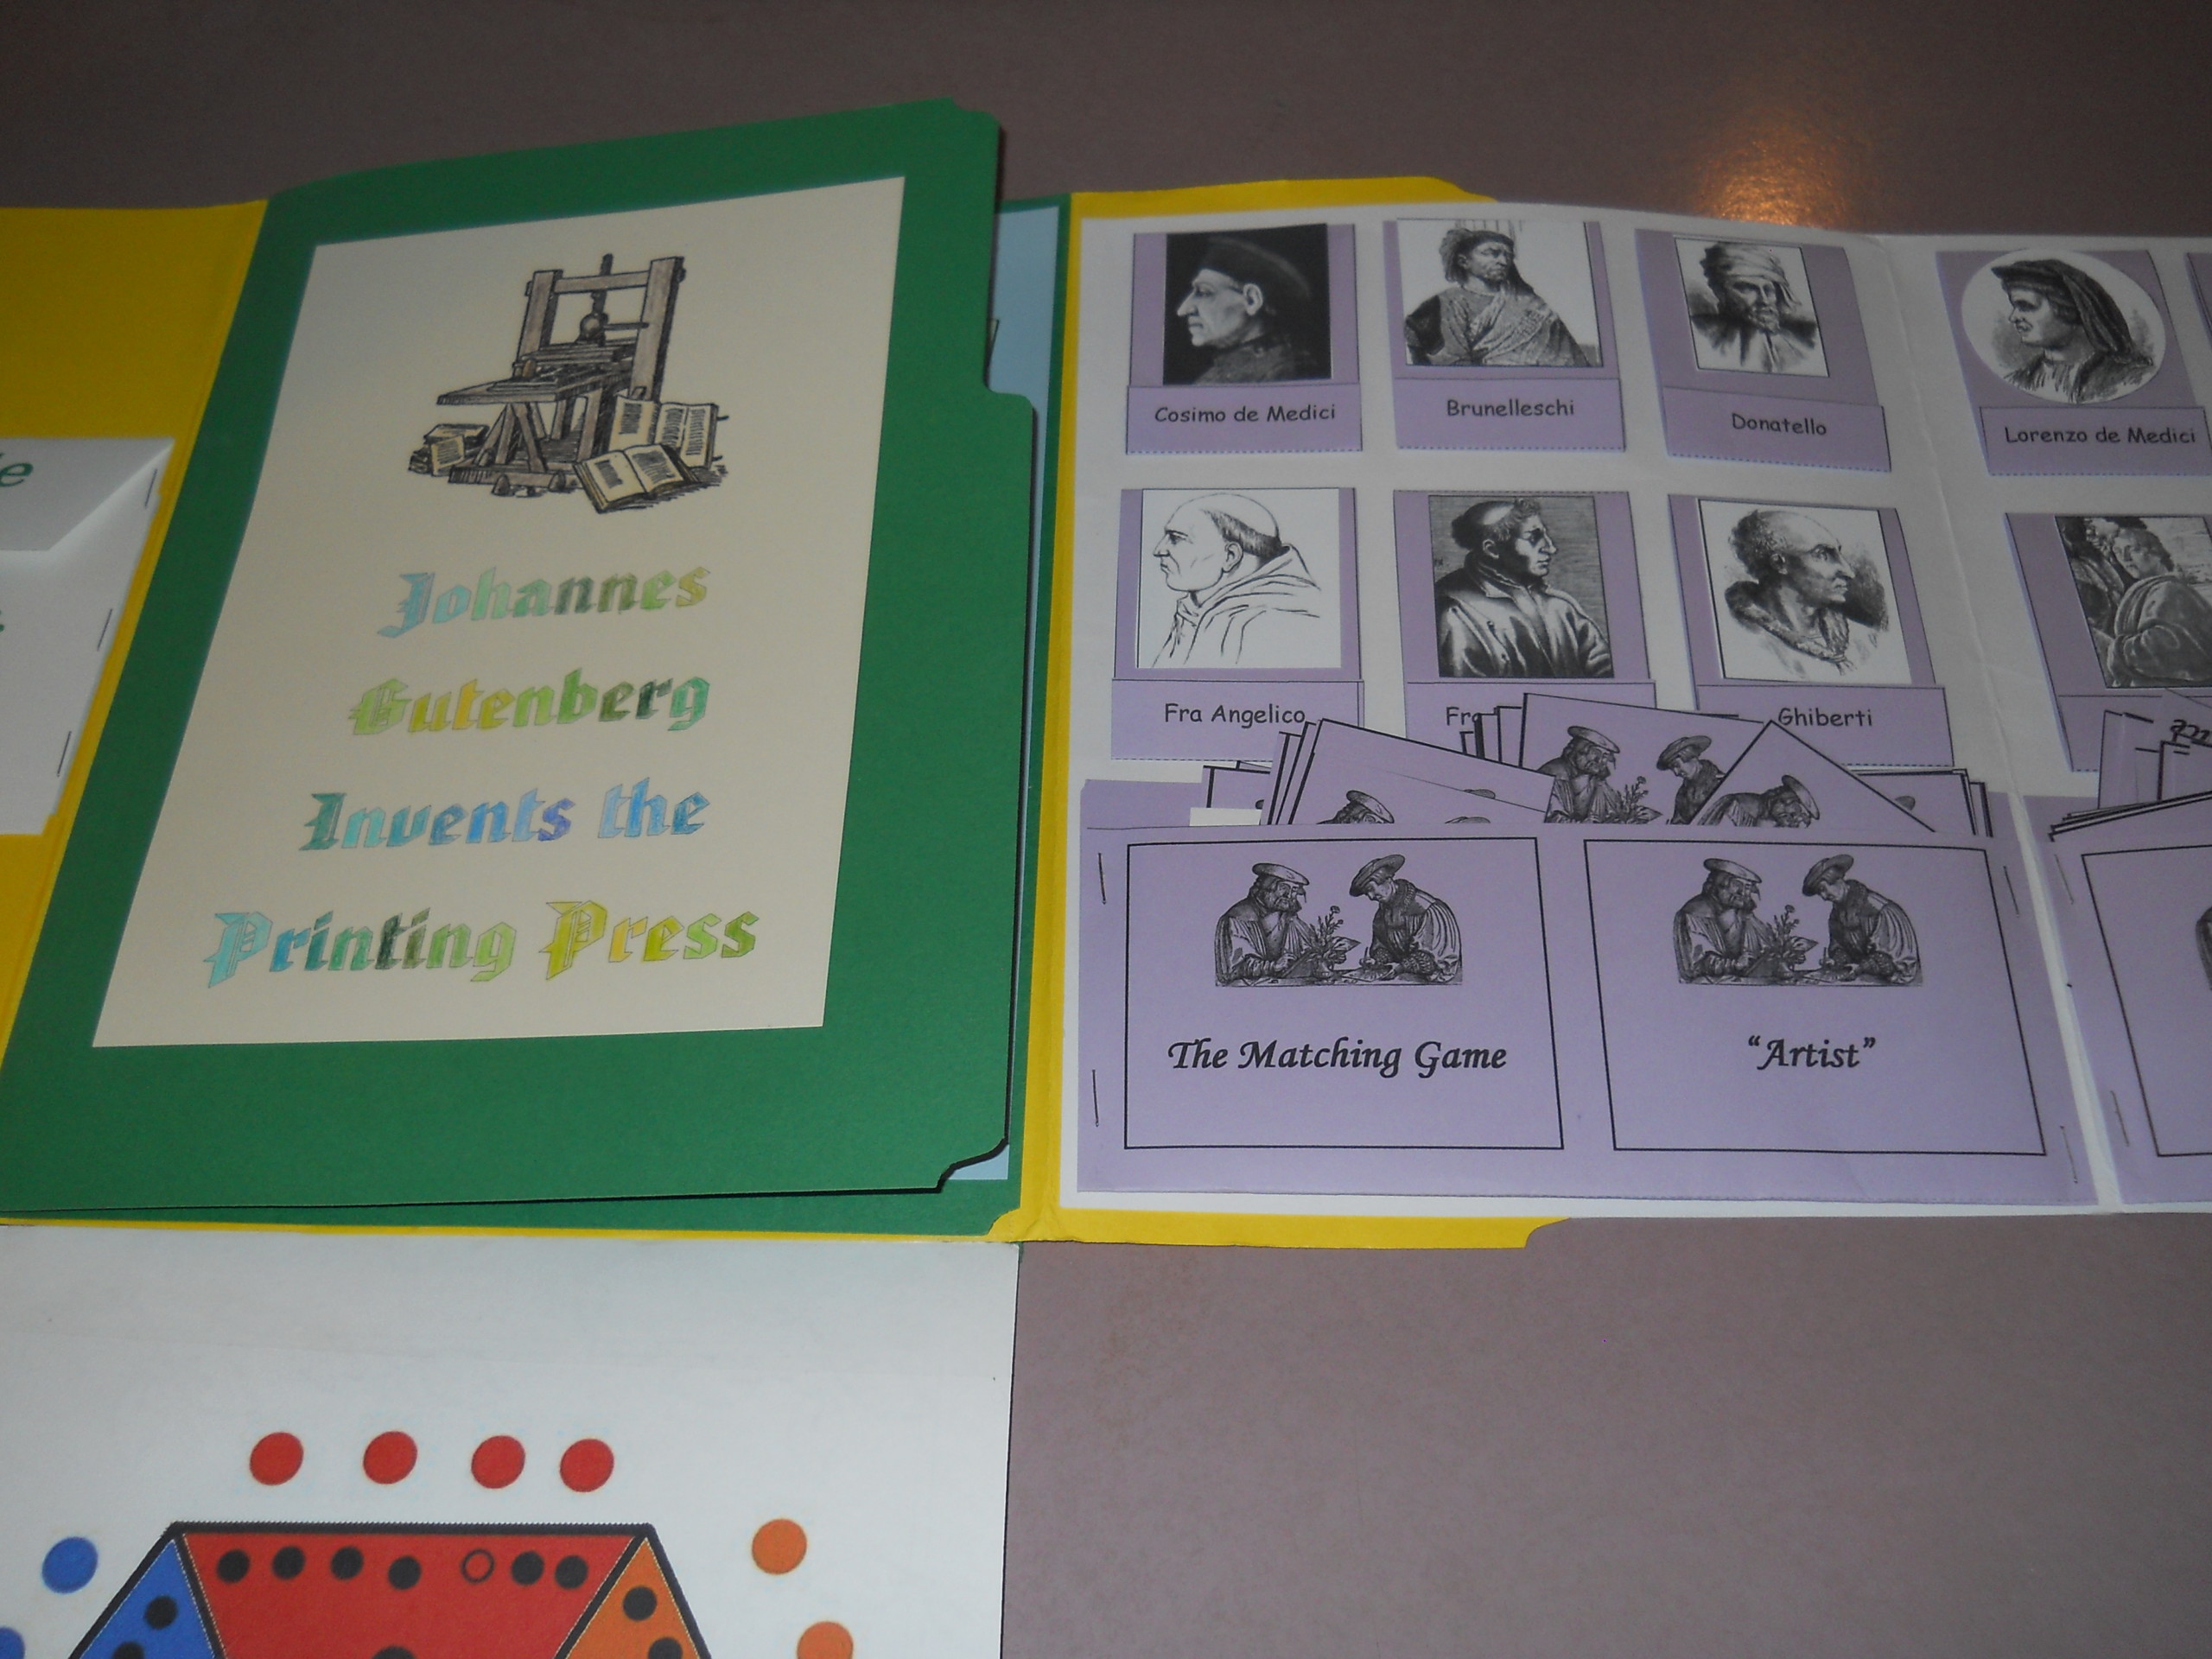 Johannes
Gutenberg
Invents the
Printing Press
Cosimo de Medici
Brunelleschi
Donatello
Lorenzo de Medici
Fra Angelico
Ghiberti
The Matching Game
"Artist"